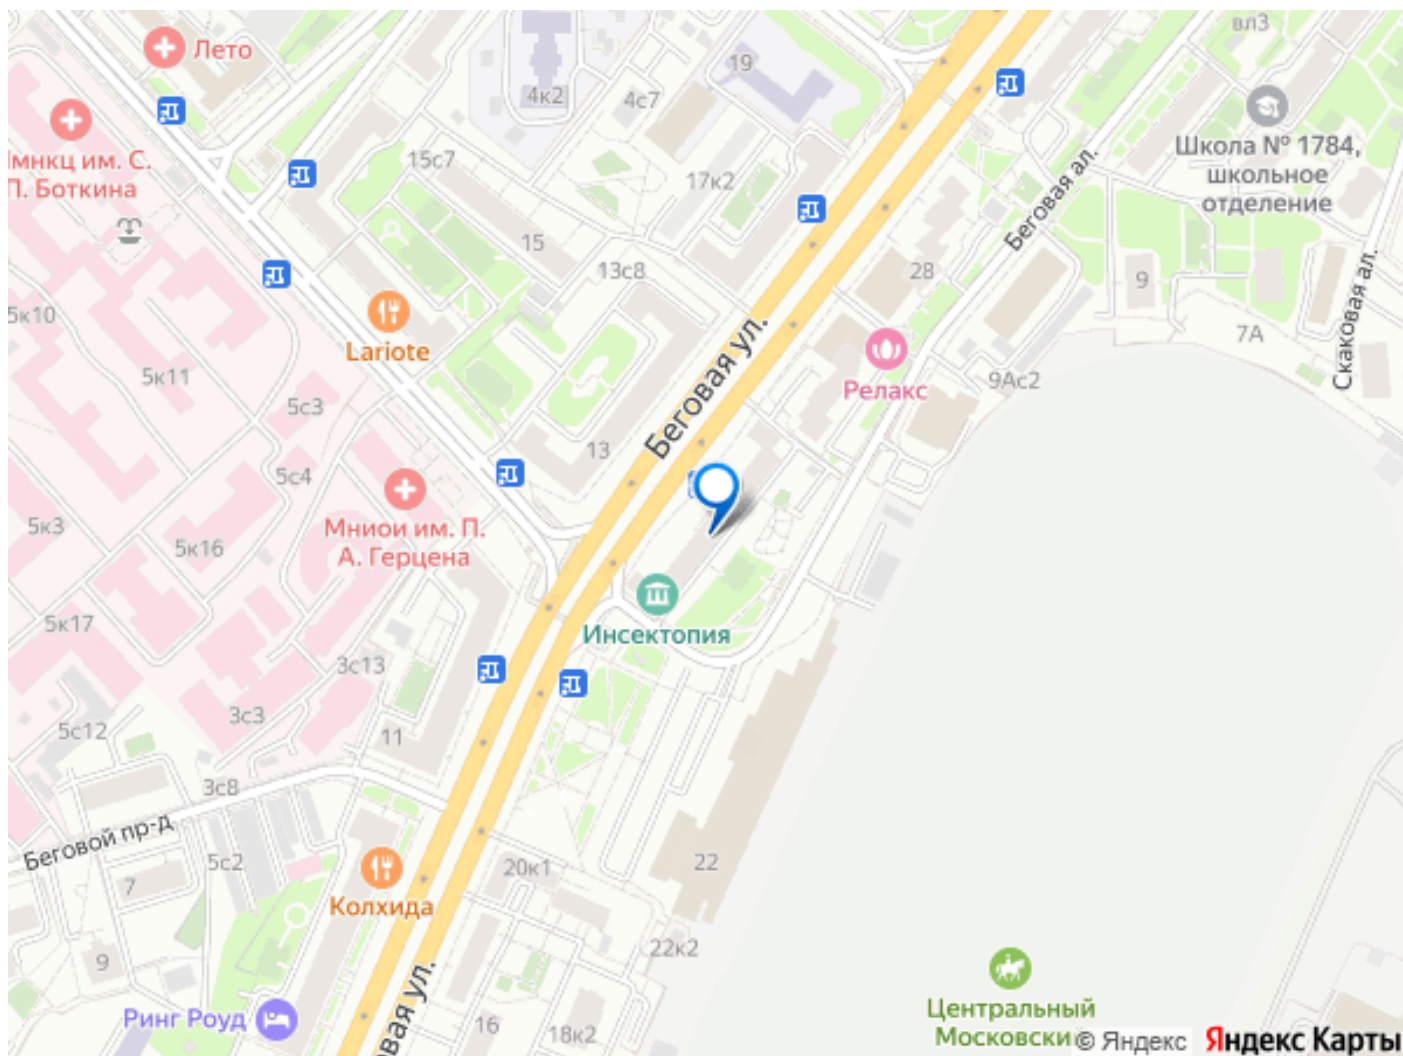 вл3
Лето
19
4к2
4с7
Школа № 1784,
школьное
отделение
мнкц им. С.
П. Боткина
15с7
17к2
Беговая ал.
15
13с8
28
9
Скаковая ал.
5к10
Lariote
Беговая ул.
Релакс
7А
5к11
5с3
9Ас2
13
5с4
5к3
Мниои им. П.
А. Герцена
5к16
5к17
Инсектопия
3с13
3с3
5с12
11
3с8
Беговой пр-д
5с2
7
20к1
22
Колхида
22к2
9
вая ул.
Ринг Роуд
16
18к2
Центральный
Московски
© Яндекс Яндекс Карты